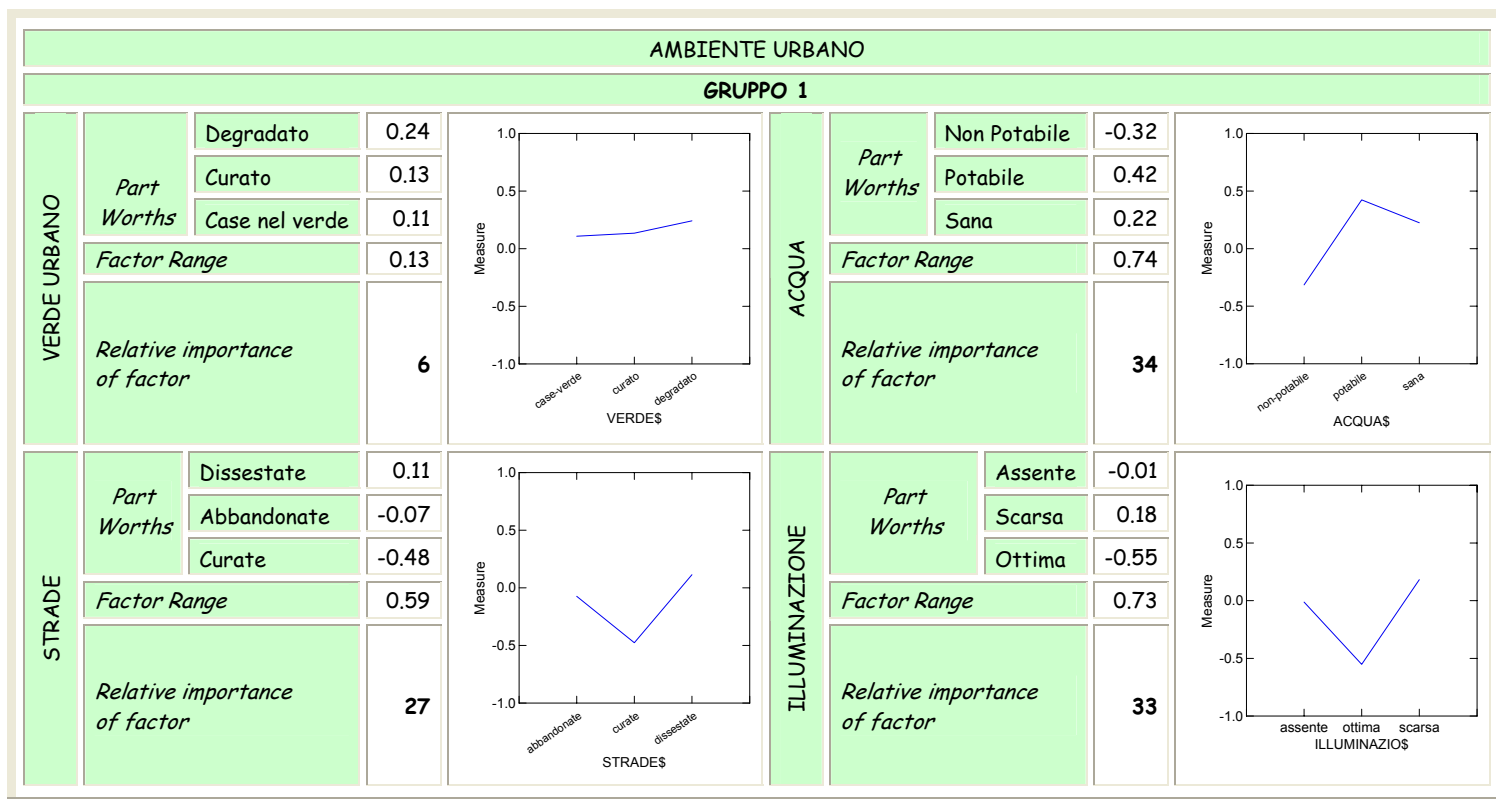 AMBIENTE URBANO
GRUPPO 1
VERDE URBANO
Part
Worths
Degradato 0.24
Curato 0.13
Case nel verde 0.11
Factor Range 0.13
Relative importance
of factor
6
1.0
0.5
0.0
-0.5
-1.0
Measure
case-verde curato degradato
VERDE$
ACQUA
Part
Worths
Non Potabile -0.32
Potabile 0.42
Sana 0.22
Factor Range 0.74
Relative importance
of factor
34
1.0
0.5
0.0
-0.5
-1.0
Measure
non-potabile potabile sana
ACQUA$
STRADE
Part
Worths
Dissestate 0.11
Abbandonate -0.07
Curate -0.48
Factor Range 0.59
Relative importance
of factor
27
1.0
0.5
0.0
-0.5
-1.0
Measure
abbandonate curate dissestate
STRADE$
ILLUMINAZIONE
Part
Worths
Assente -0.01
Scarsa 0.18
Ottima -0.55
Factor Range 0.73
Relative importance
of factor
33
1.0
0.5
0.0
-0.5
-1.0
Measure
assente ottima scarsa
ILLUMINAZIO$